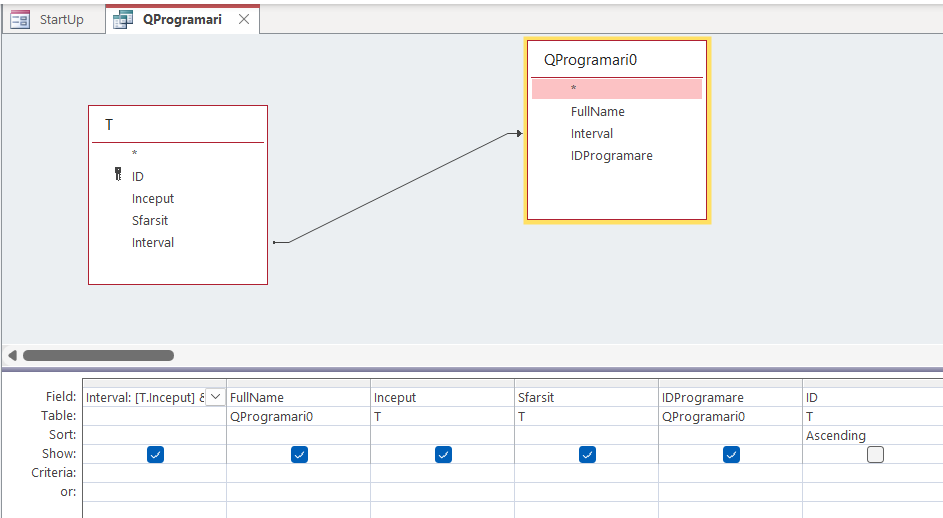 StartUp QProgramari
QProgramari0
*
FullName
Interval
IDProgramare
T
*
ID
Inceput
Sfarsit
Interval
Field: Interval: [T.Inceput] & FullName Inceput Sfarsit IDProgramare ID
Table: QProgramari0 T T QProgramari0 T
Sort: Ascending
Show:
Criteria:
or: